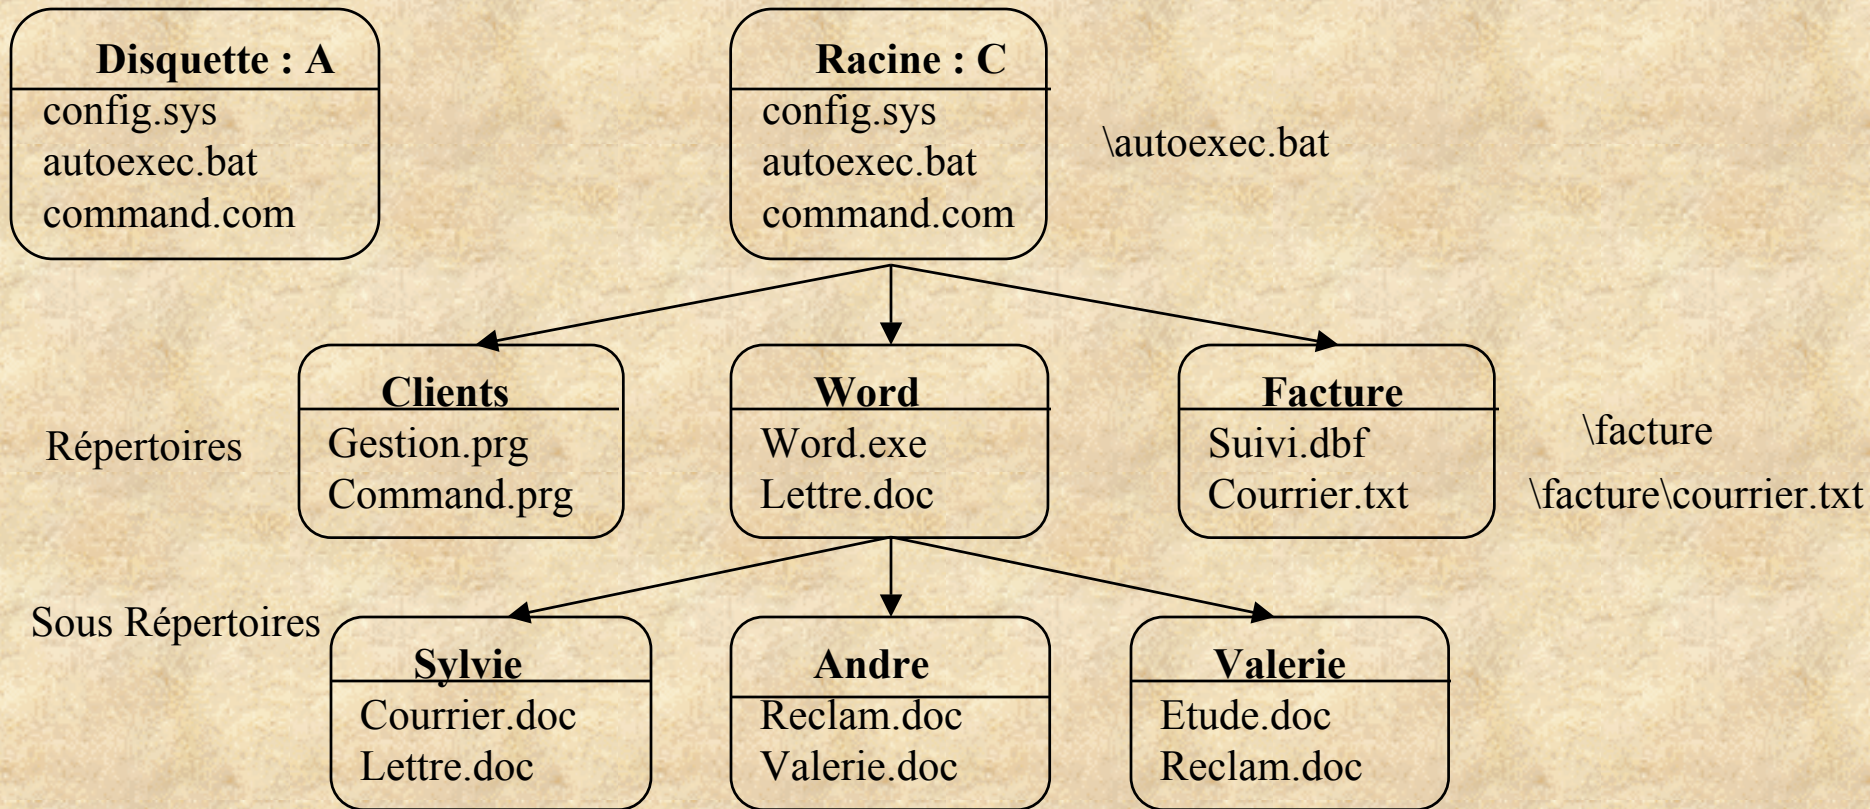 Disquette : A
config.sys
autoexec.bat
command.com
Racine : C
config.sys
autoexec.bat
command.com
\autoexec.bat
Répertoires
Clients
Gestion.prg
Command.prg
Word
Word.exe
Lettre.doc
Facture
Suivi.dbf
Courrier.txt
\facture
\facture\courrier.txt
Sous Répertoires
Sylvie
Courrier.doc
Lettre.doc
Andre
Reclam.doc
Valerie.doc
Valerie
Etude.doc
Reclam.doc